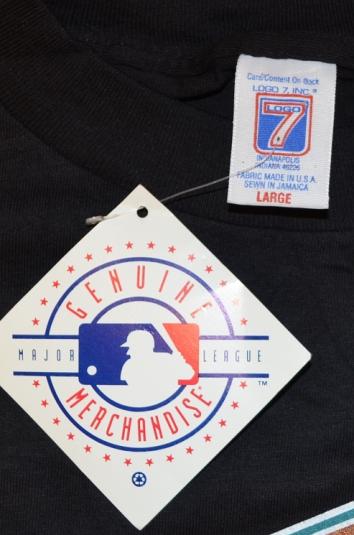 Care/Content On Back
LOGO 7, INC.®
LOGO
7
INDIANAPOLIS
INDIANA 46226
FABRIC MADE IN U.S.A.
SEWN IN JAMAICA
LARGE
GENUINE
MAJOR LEAGUE
TM
MERCHANDISE®